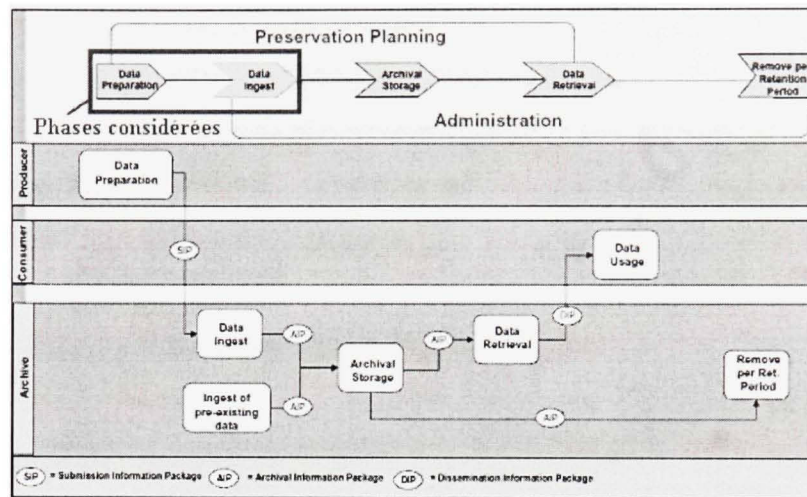 Preservation Planning
Data
Preparation
Data
Ingest
Archival
Storage
Data
Retrieval
Remove per
Retention
Period
Phases considérées
Administration
Producer
Data
Preparation
SIP
Consumer
Data
Usage
DIP
Archive
Data
Ingest
AIP
AIP
Data
Retrieval
Archival
Storage
Remove
per Ret.
Period
Ingest of
pre-existing
data
AIP
AIP
SIP = Submission Information Package AIP = Archival Information Package DIP = Dissemination Information Package